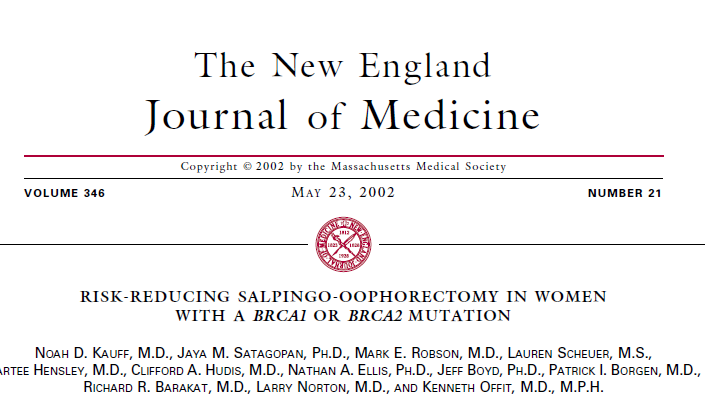 The New England
Journal of Medicine
Copyright © 2002 by the Massachusetts Medical Society
VOLUME 346 MAY 23, 2002 NUMBER 21
RISK-REDUCING SALPINGO-OOPHORECTOMY IN WOMEN
WITH A BRCA1 OR BRCA2 MUTATION
NOAH D. KAUFF, M.D., JAYA M. SATAGOPAN, PH.D., MARK E. ROBSON, M.D., LAUREN SCHEUER, M.S.,
ARTEE HENSLEY, M.D., CLIFFORD A. HUDIS, M.D., NATHAN A. ELLIS, PH.D., JEFF BOYD, PH.D., PATRICK I. BORGEN, M.D.,
RICHARD R. BARAKAT, M.D., LARRY NORTON, M.D., AND KENNETH OFFIT, M.D., M.P.H.